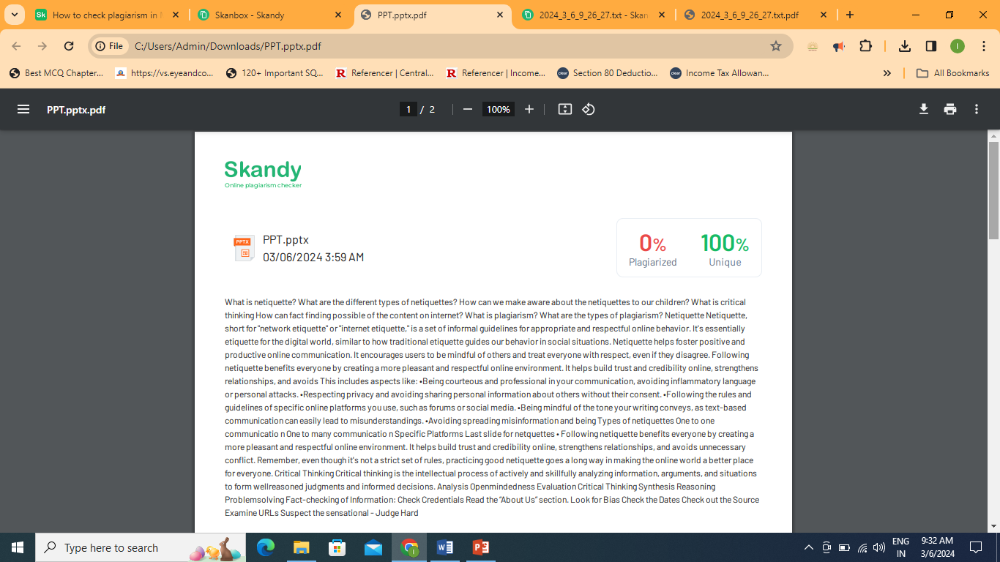 How to check plagiarism in
Skanbox - Skandy
PPT.pptx.pdf
2024_3_6_9_26_27.txt - Skan
2024_3_6_9_26_27.txt.pdf
File
C:/Users/Admin/Downloads/PPT.pptx.pdf
Best MCQ Chapter...
https://vs.eyeandco...
120+ Important SQ...
Referencer | Central...
Referencer | Income...
Section 80 Deductio...
Income Tax Allowan...
All Bookmarks
PPT.pptx.pdf
1 / 2
100%
Skandy
Online plagiarism checker
PPTX
PPT.pptx
03/06/2024 3:59 AM
0%
Plagiarized
100%
Unique
What is netiquette? What are the different types of netiquettes? How can we make aware about the netiquettes to our children? What is critical
thinking How can fact finding possible of the content on internet? What is plagiarism? What are the types of plagiarism? Netiquette Netiquette,
short for "network etiquette" or "internet etiquette," is a set of informal guidelines for appropriate and respectful online behavior. It's essentially
etiquette for the digital world, similar to how traditional etiquette guides our behavior in social situations. Netiquette helps foster positive and
productive online communication. It encourages users to be mindful of others and treat everyone with respect, even if they disagree. Following
netiquette benefits everyone by creating a more pleasant and respectful online environment. It helps build trust and credibility online, strengthens
relationships, and avoids This includes aspects like: •Being courteous and professional in your communication, avoiding inflammatory language
or personal attacks. •Respecting privacy and avoiding sharing personal information about others without their consent. •Following the rules and
guidelines of specific online platforms you use, such as forums or social media. •Being mindful of the tone your writing conveys, as text-based
communication can easily lead to misunderstandings. •Avoiding spreading misinformation and being Types of netiquettes One to one
communicatio n One to many communicatio n Specific Platforms Last slide for netquettes • Following netiquette benefits everyone by creating a
more pleasant and respectful online environment. It helps build trust and credibility online, strengthens relationships, and avoids unnecessary
conflict. Remember, even though it's not a strict set of rules, practicing good netiquette goes a long way in making the online world a better place
for everyone. Critical Thinking Critical thinking is the intellectual process of actively and skillfully analyzing information, arguments, and situations
to form wellreasoned judgments and informed decisions. Analysis Openmindedness Evaluation Critical Thinking Synthesis Reasoning
Problemsolving Fact-checking of Information: Check Credentials Read the “About Us” section. Look for Bias Check the Dates Check out the Source
Examine URLs Suspect the sensational - Judge Hard
Type here to search
ENG
IN
9:32 AM
3/6/2024